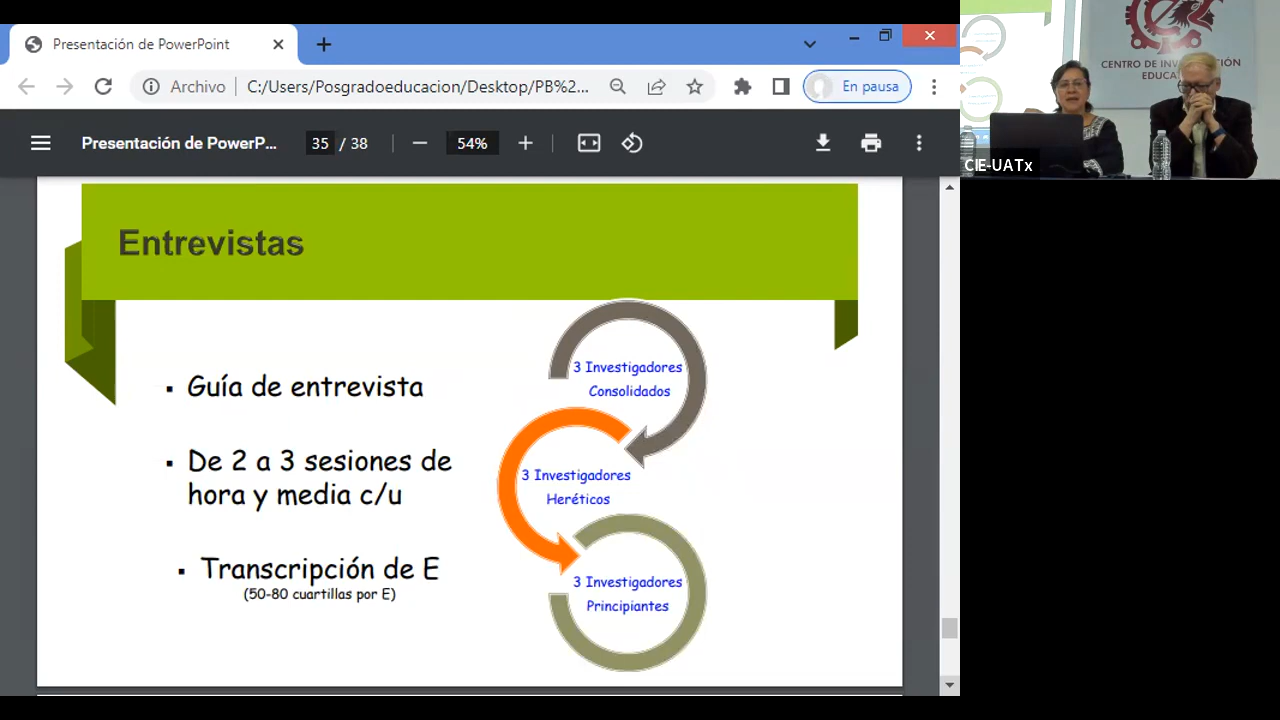 Presentación de PowerPoint
Archivo
C:/Users/Posgradoeducacion/Desktop/PB%2...
En pausa
Presentación de PowerP...
35 / 38
54%
Entrevistas
Guía de entrevista
De 2 a 3 sesiones de
hora y media c/u
Transcripción de E
(50-80 cuartillas por E)
3 Investigadores
Consolidados
3 Investigadores
Heréticos
3 Investigadores
Principiantes
CENTRO DE INVESTIGACIÓN
CIE-UATx